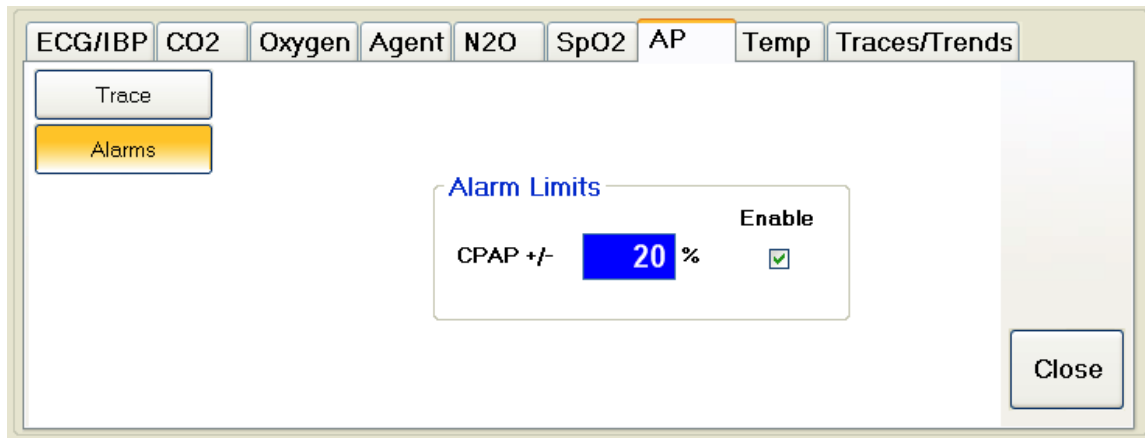 ECG/IBP CO2 Oxygen Agent N2O SpO2 AP Temp Traces/Trends
Trace
Alarms
Alarm Limits
Enable
CPAP +/- 20 %
Close